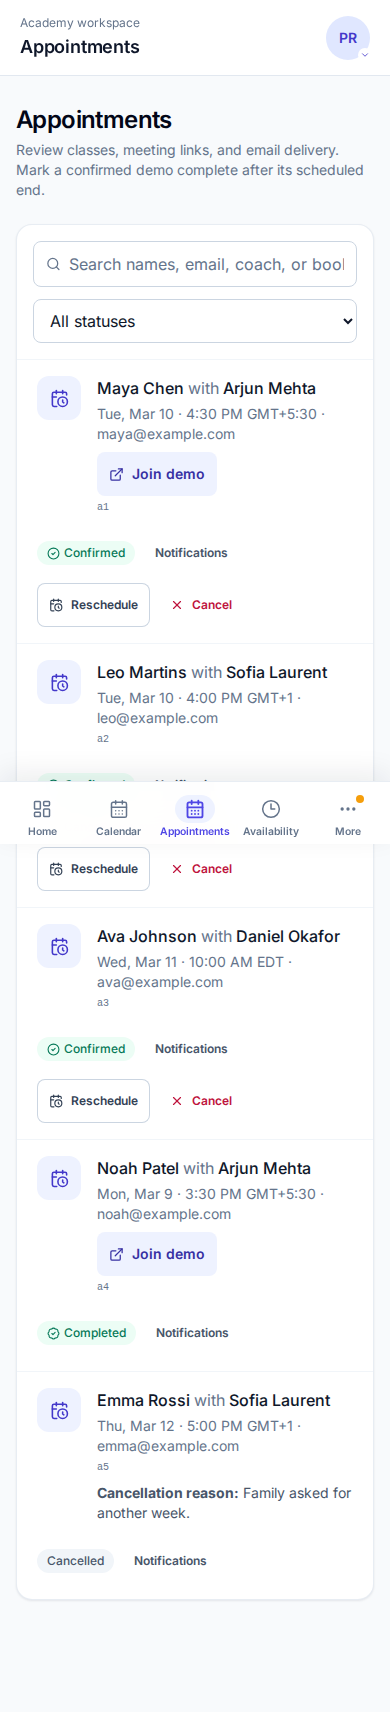 Academy workspace
Appointments
PR
Appointments
Review classes, meeting links, and email delivery.
Mark a confirmed demo complete after its scheduled
end.
Search names, email, coach, or bool
All statuses
Maya Chen with Arjun Mehta
Tue, Mar 10 · 4:30 PM GMT+5:30 ·
maya@example.com
Join demo
a1
Confirmed Notifications
Reschedule Cancel
Leo Martins with Sofia Laurent
Tue, Mar 10 · 4:00 PM GMT+1 ·
leo@example.com
a2
Home Calendar Appointments Availability More
Reschedule Cancel
Ava Johnson with Daniel Okafor
Wed, Mar 11 · 10:00 AM EDT ·
ava@example.com
a3
Confirmed Notifications
Reschedule Cancel
Noah Patel with Arjun Mehta
Mon, Mar 9 · 3:30 PM GMT+5:30 ·
noah@example.com
Join demo
a4
Completed Notifications
Emma Rossi with Sofia Laurent
Thu, Mar 12 · 5:00 PM GMT+1 ·
emma@example.com
a5
Cancellation reason: Family asked for
another week.
Cancelled Notifications